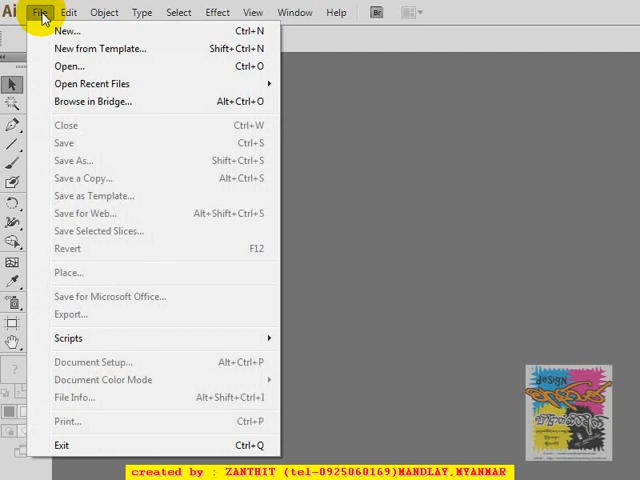 Ai File Edit Object Type Select Effect View Window Help Br
New... Ctrl+N
New from Template... Shift+Ctrl+N
Open... Ctrl+O
Open Recent Files
Browse in Bridge... Alt+Ctrl+O
Close Ctrl+W
Save Ctrl+S
Save As... Shift+Ctrl+S
Save a Copy... Alt+Ctrl+S
Save as Template...
Save for Web... Alt+Shift+Ctrl+S
Save Selected Slices...
Revert F12
Place...
Save for Microsoft Office...
Export...
Scripts
Document Setup... Alt+Ctrl+P
Document Color Mode
File Info... Alt+Shift+Ctrl+I
Print... Ctrl+P
Exit Ctrl+Q
deSiGN
created by : ZANTHIT (tel-0925060169)MANDLAY,MYANMAR